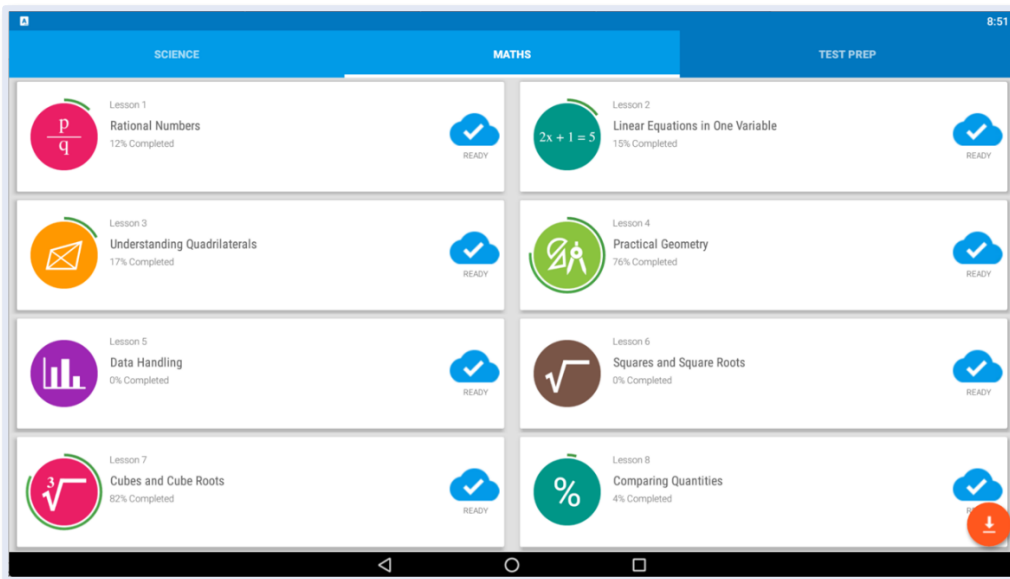 A
8:51
SCIENCE
MATHS
TEST PREP
p
q
Lesson 1
Rational Numbers
12% Completed
READY
2x + 1 = 5
Lesson 2
Linear Equations in One Variable
15% Completed
READY
Lesson 3
Understanding Quadrilaterals
17% Completed
READY
Lesson 4
Practical Geometry
76% Completed
READY
Lesson 5
Data Handling
0% Completed
READY
√
Lesson 6
Squares and Square Roots
0% Completed
READY
3√
Lesson 7
Cubes and Cube Roots
82% Completed
READY
%
Lesson 8
Comparing Quantities
4% Completed